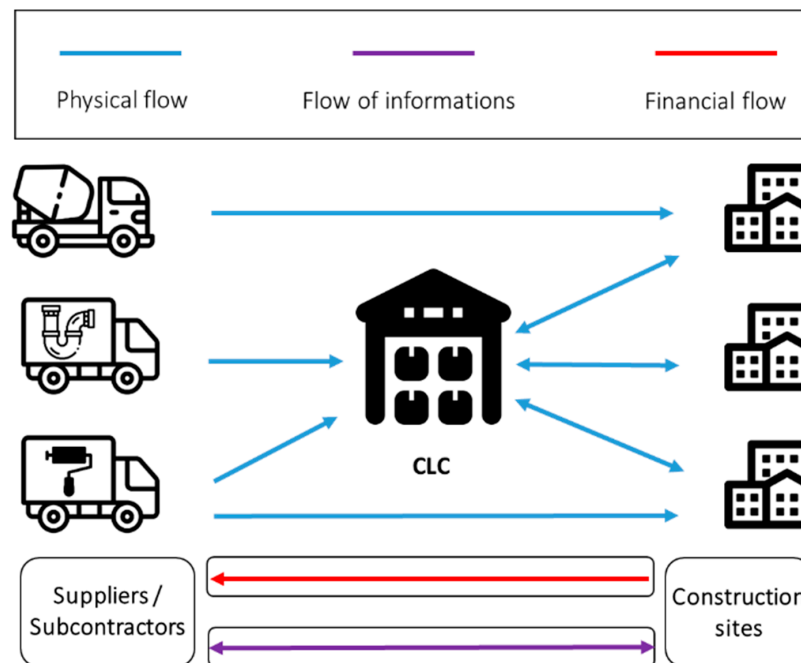 Physical flow
Flow of informations
Financial flow
CLC
Suppliers/
Subcontractors
Construction
sites